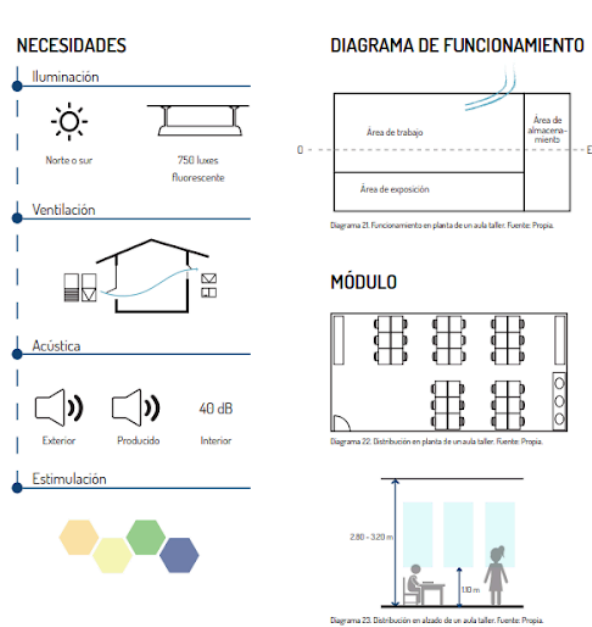 NECESIDADES
Iluminación
Norte o sur
750 luxes
fluorescente
Ventilación
Acústica
Exterior
Producido
40 dB
Interior
Estimulación
DIAGRAMA DE FUNCIONAMIENTO
Área de trabajo
Área de
almacena-
miento
O
E
Área de exposición
Diagrama 21. Funcionamiento en planta de un aula taller. Fuente: Propia.
MÓDULO
Diagrama 22. Distribución en planta de un aula taller. Fuente: Propia.
2.80 - 3.20 m
1.10 m
Diagrama 23. Distribución en alzado de un aula taller. Fuente: Propia.